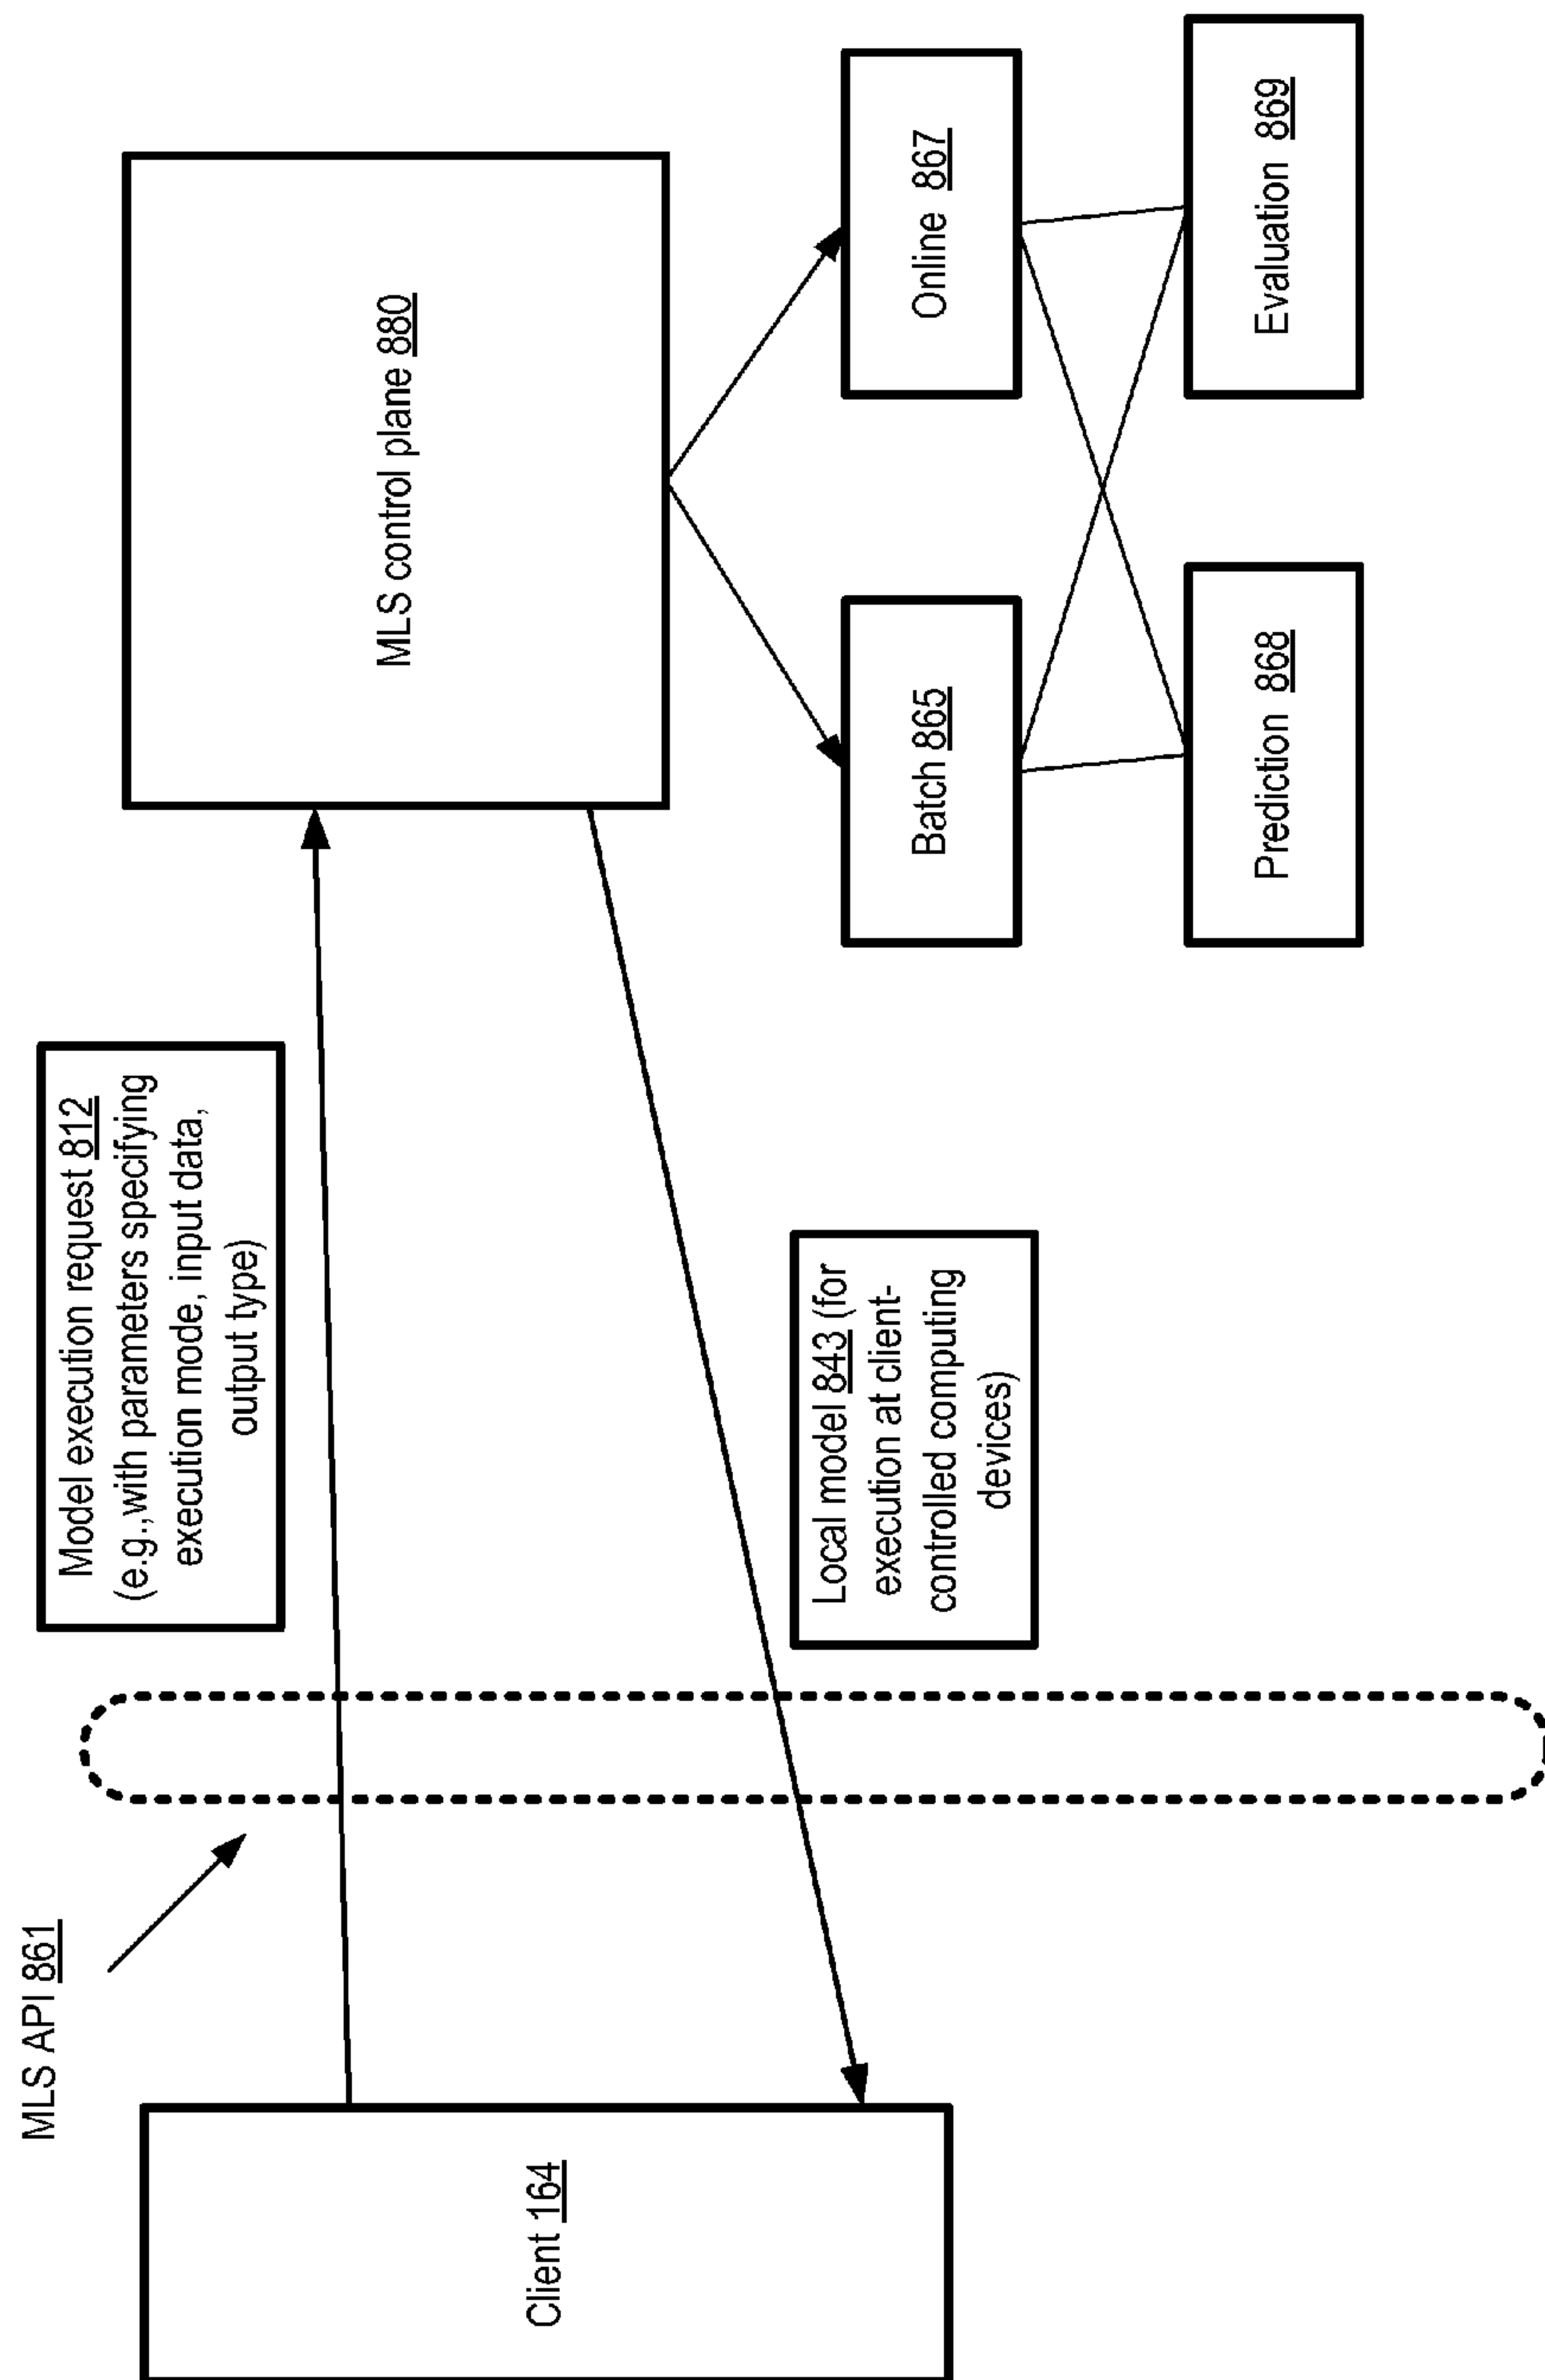 MLS API 861
Model execution request 812
(e.g.,with parameters specifying
execution mode, input data,
output type)
Client 164
MLS control plane 880
Local model 843 (for
execution at client-
controlled computing
devices)
Batch 865
Online 867
Prediction 868
Evaluation 869